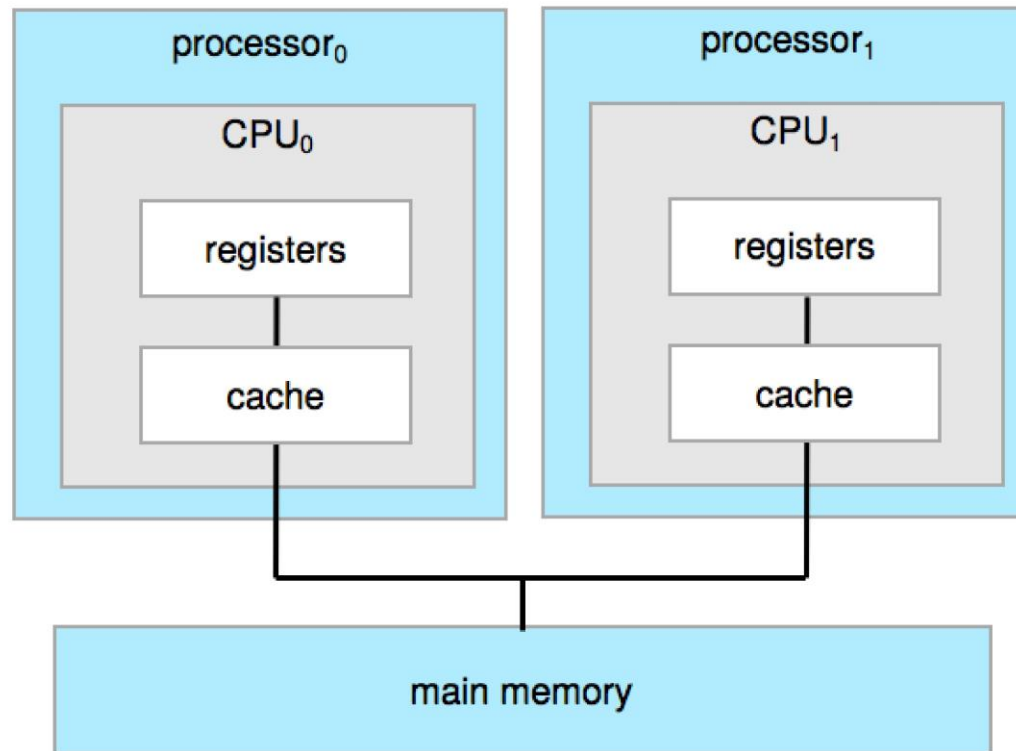 processor₀
processor₁
CPU₀
CPU₁
registers
registers
cache
cache
main memory